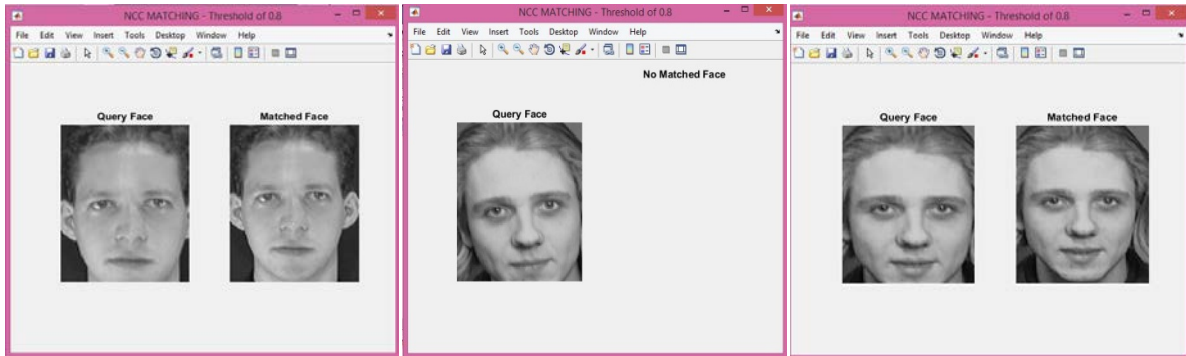 NCC MATCHING - Threshold of 0.8
File Edit View Insert Tools Desktop Window Help
Query Face Matched Face
NCC MATCHING - Threshold of 0.8
File Edit View Insert Tools Desktop Window Help
No Matched Face
Query Face
NCC MATCHING - Threshold of 0.8
File Edit View Insert Tools Desktop Window Help
Query Face Matched Face